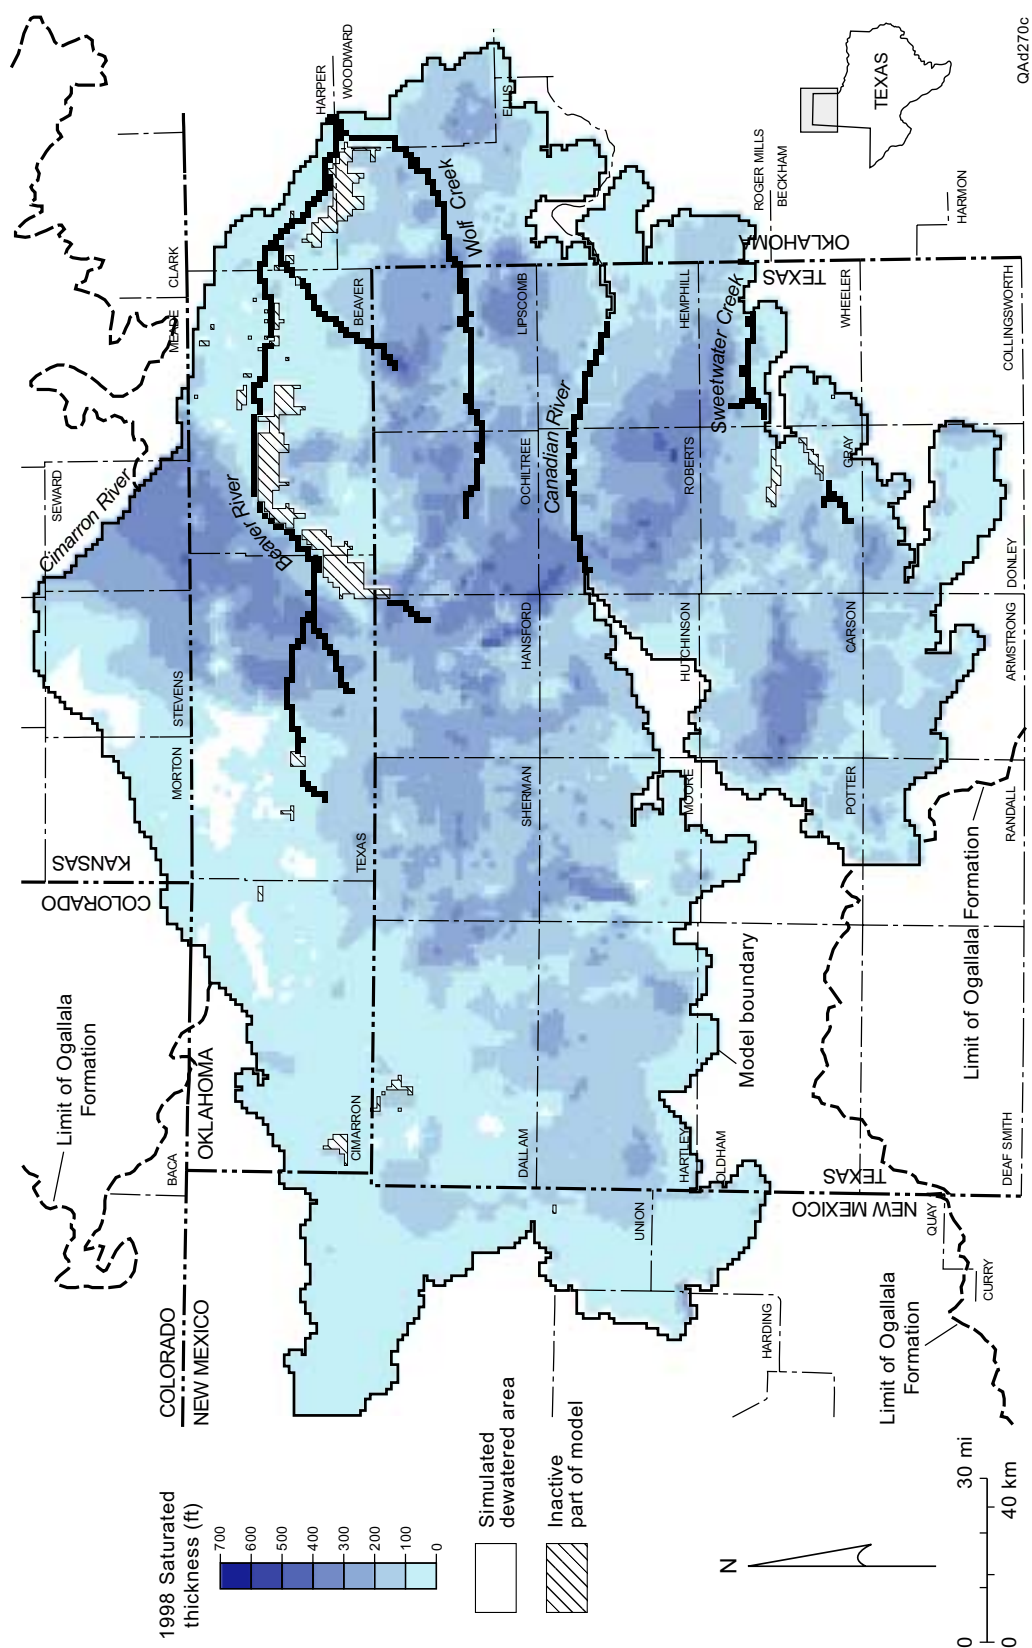 COLORADO
NEW MEXICO
BACA
Limit of Ogallala
Formation
COLORADO
KANSAS
OKLAHOMA
MORTON
STEVENS
SEWARD
Cimarron River
MEADE
CLARK
HARPER
WOODWARD
ELLIS
CIMARRON
TEXAS
BEAVER
Beaver River
Wolf Creek
DALLAM
SHERMAN
HANSFORD
OCHILTREE
LIPSCOMB
Canadian River
UNION
HARTLEY
OLDHAM
MOORE
HUTCHINSON
ROBERTS
HEMPHILL
Sweetwater Creek
ROGER MILLS
BECKHAM
Model boundary
HARDING
NEW MEXICO
TEXAS
POTTER
CARSON
GRAY
WHEELER
TEXAS
OKLAHOMA
QUAY
CURRY
Limit of Ogallala
Formation
DEAF SMITH
Limit of Ogallala Formation
RANDALL
ARMSTRONG
DONLEY
COLLINGSWORTH
HARMON
TEXAS
1998 Saturated
thickness (ft)
700
600
500
400
300
200
100
0
Simulated
dewatered area
Inactive
part of model
N
0 30 mi
0 40 km
QAd270c